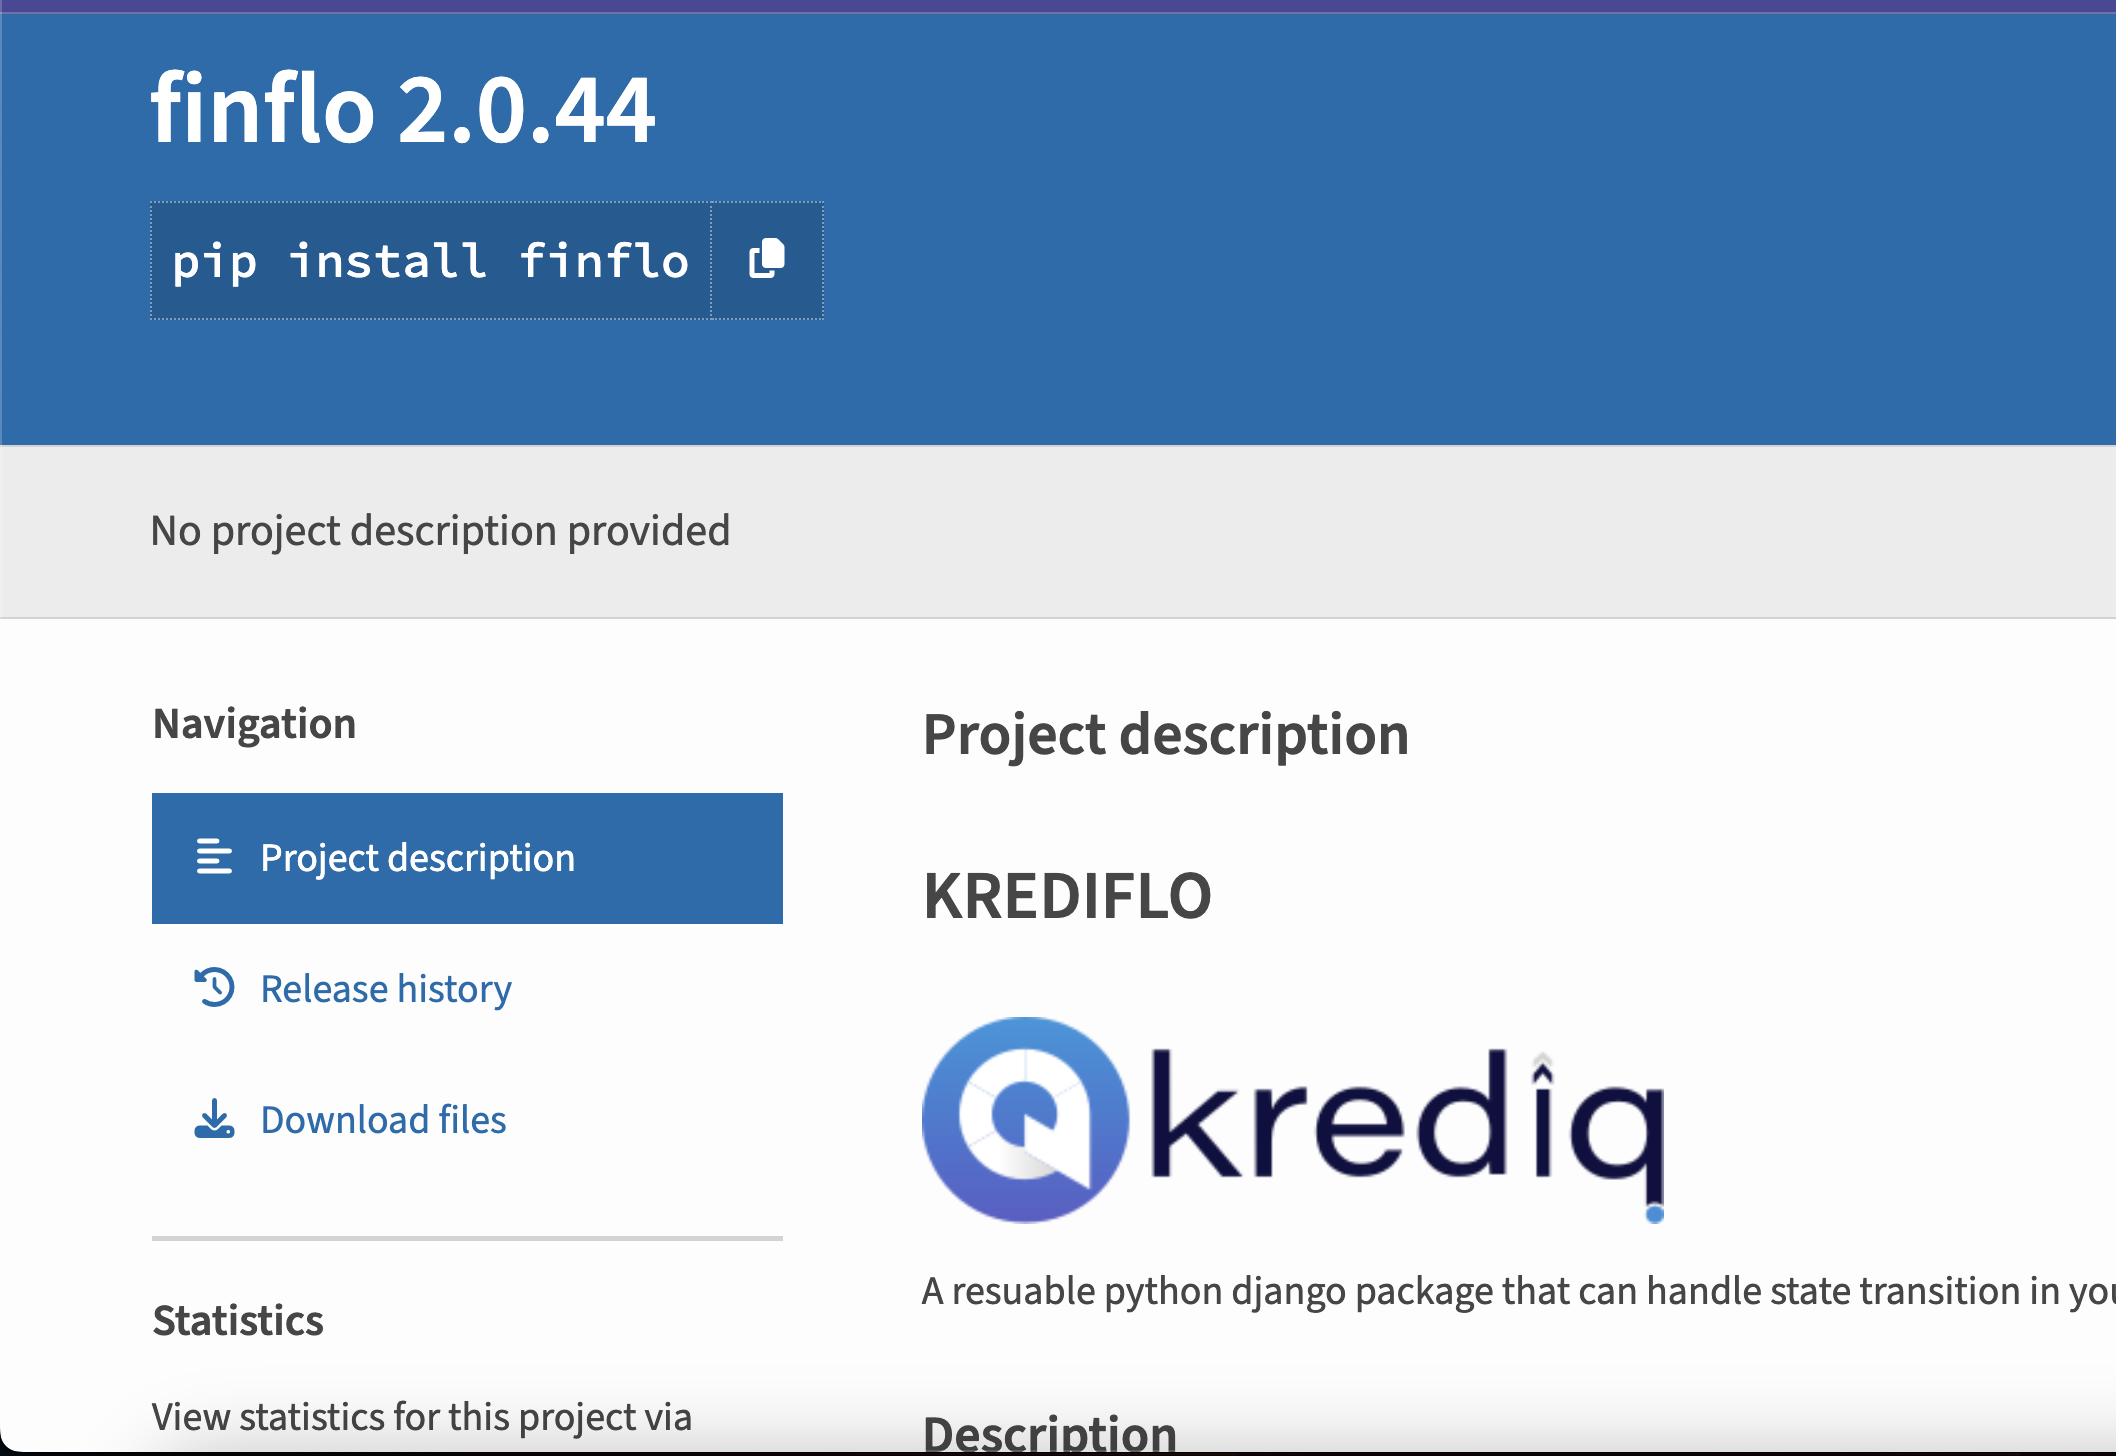 finflo 2.0.44
pip install finflo
No project description provided
Navigation
Project description
Release history
Download files
Statistics
View statistics for this project via
Project description
KREDIFLO
krediq
A resuable python django package that can handle state transition in
Description